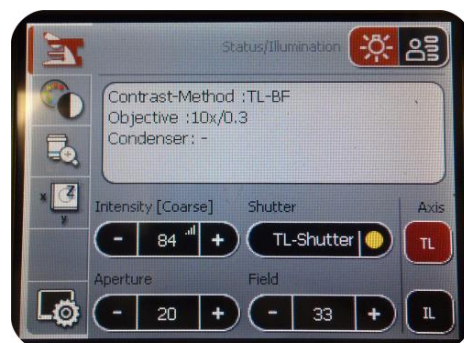 Status/Illumination
Contrast-Method :TL-BF
Objective :10x/0.3
Condenser: -
Intensity [Coarse] Shutter Axis
- 84 + TL-Shutter TL
Aperture Field
- 20 + - 33 + IL
x z y